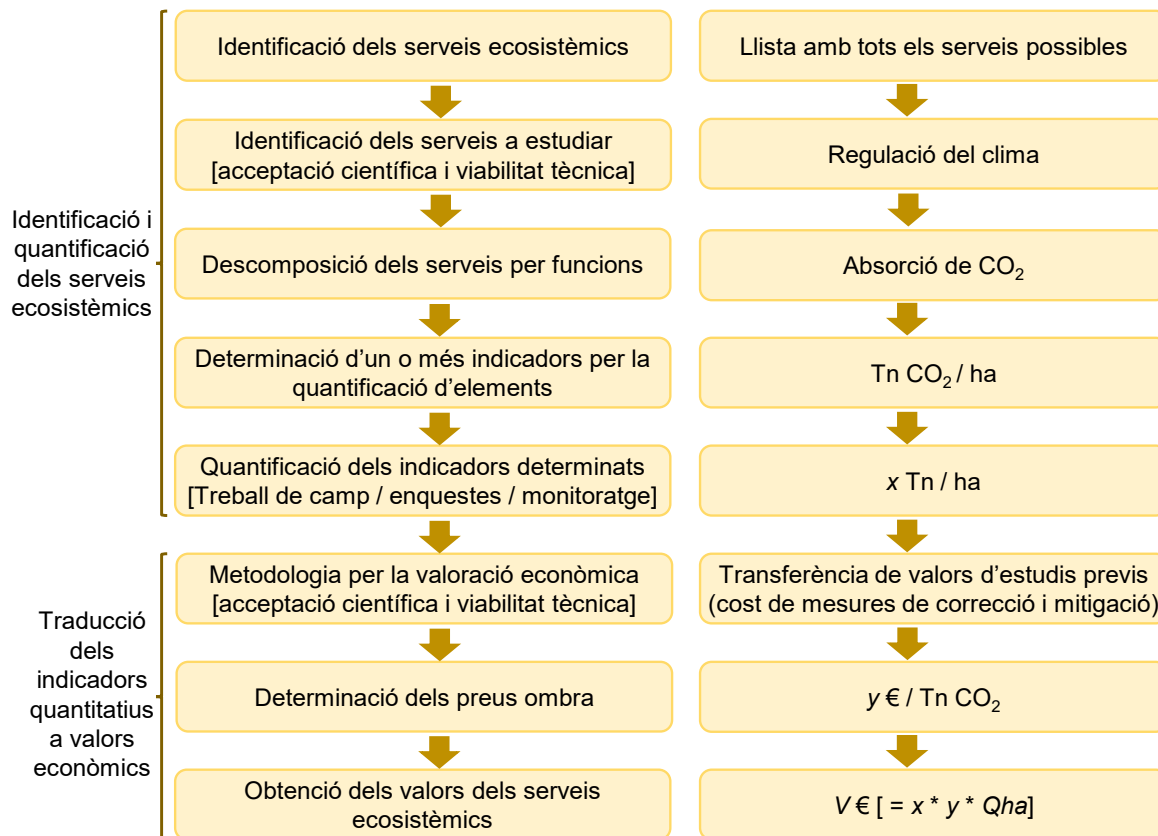 Identificació i
quantificació
dels serveis
ecosistèmics
Identificació dels serveis ecosistèmics
Llista amb tots els serveis possibles
Identificació dels serveis a estudiar
[acceptació científica i viabilitat tècnica]
Regulació del clima
Descomposició dels serveis per funcions
Absorció de CO₂
Determinació d’un o més indicadors per la
quantificació d’elements
Tn CO₂ / ha
Quantificació dels indicadors determinats
[Treball de camp / enquestes / monitoratge]
x Tn / ha
Traducció
dels
indicadors
quantitatius
a valors
econòmics
Metodologia per la valoració econòmica
[acceptació científica i viabilitat tècnica]
Transferència de valors d’estudis previs
(cost de mesures de correcció i mitigació)
Determinació dels preus ombra
y € / Tn CO₂
Obtenció dels valors dels serveis
ecosistèmics
V € [ = x * y * Qha]